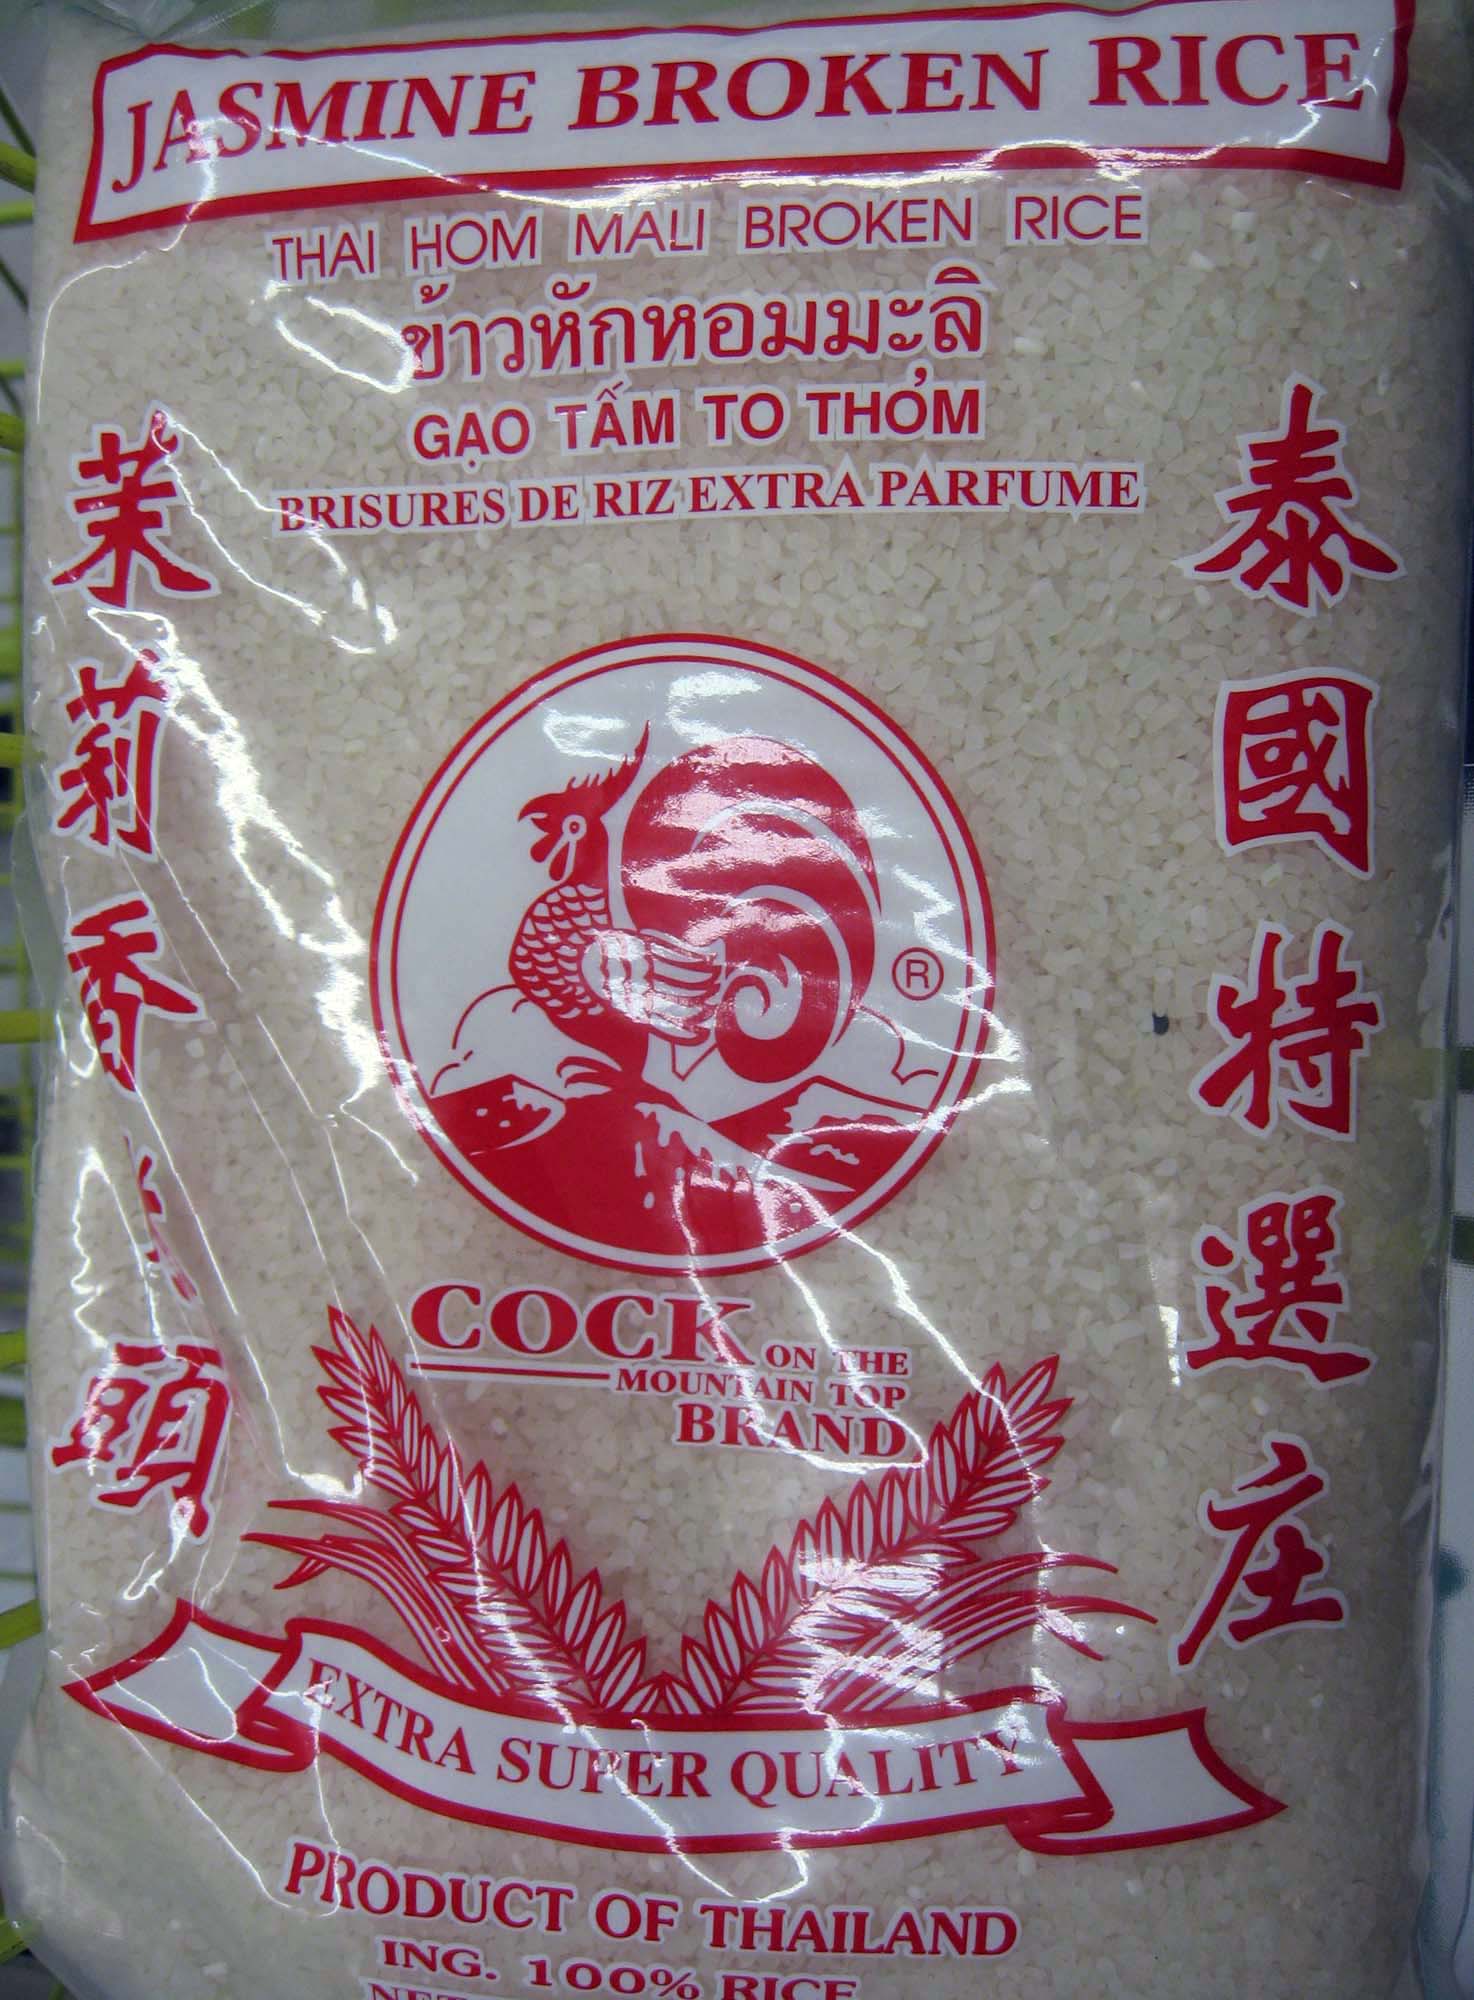 JASMINE BROKEN RICE
THAI HOM MALI BROKEN RICE
ข้าวหักหอมมะลิ
GẠO TẤM TO THƠM
BRISURES DE RIZ EXTRA PARFUME
泰國特選庄
茉莉香
頭
®
COCK ON THE
MOUNTAIN TOP
BRAND
EXTRA SUPER QUALITY
PRODUCT OF THAILAND
ING. 100% RICE